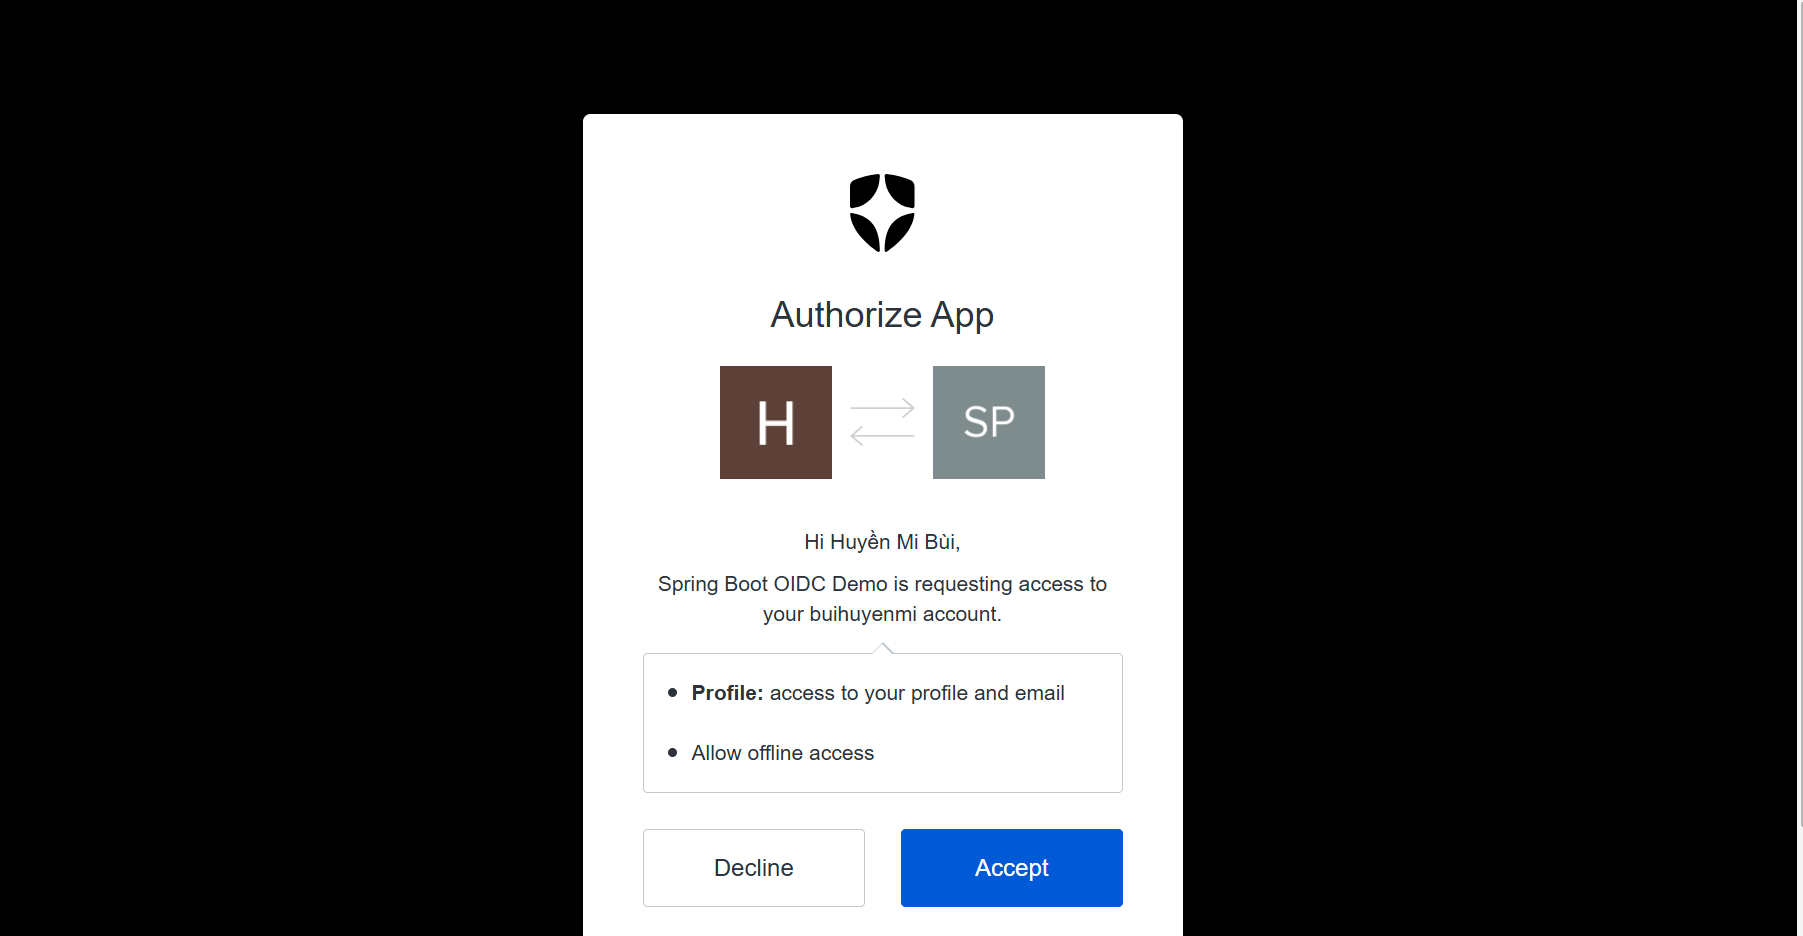 Authorize App
H
SP
Hi Huyền Mi Bùi,
Spring Boot OIDC Demo is requesting access to
your buihuyenmi account.
Profile: access to your profile and email
Allow offline access
Decline
Accept